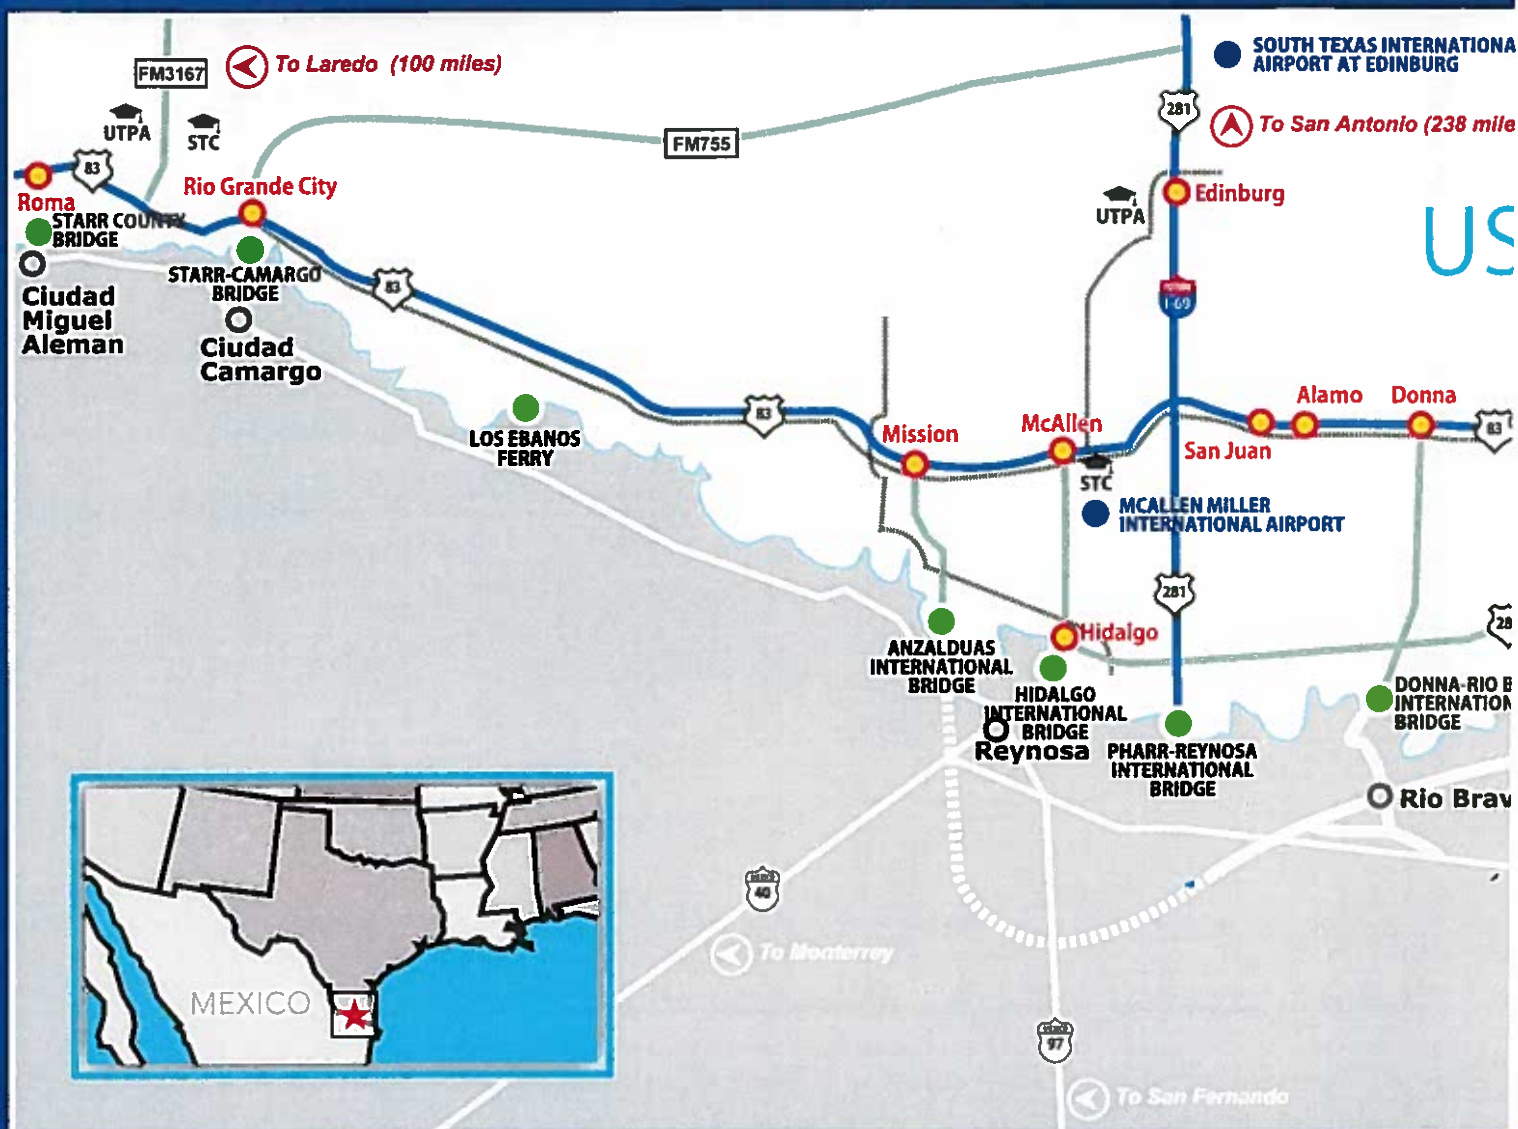 SOUTH TEXAS INTERNATIONA
AIRPORT AT EDINBURG
To Laredo (100 miles)
FM3167
UTPA
STC
281
To San Antonio (238 mile
FM755
83
Roma
Rio Grande City
UTPA
Edinburg
STARR COUNTY
BRIDGE
US
STARR-CAMARGO
BRIDGE
83
I-69
Ciudad
Miguel
Aleman
Ciudad
Camargo
83
Alamo
Donna
83
McAllen
Mission
San Juan
LOS EBANOS
FERRY
STC
MCALLEN MILLER
INTERNATIONAL AIRPORT
281
28
Hidalgo
ANZALDUAS
INTERNATIONAL
BRIDGE
HIDALGO
INTERNATIONAL
BRIDGE
DONNA-RIO B
INTERNATION
BRIDGE
Reynosa
PHARR-REYNOSA
INTERNATIONAL
BRIDGE
Rio Brav
40
To Monterrey
MEXICO
97
To San Fernando